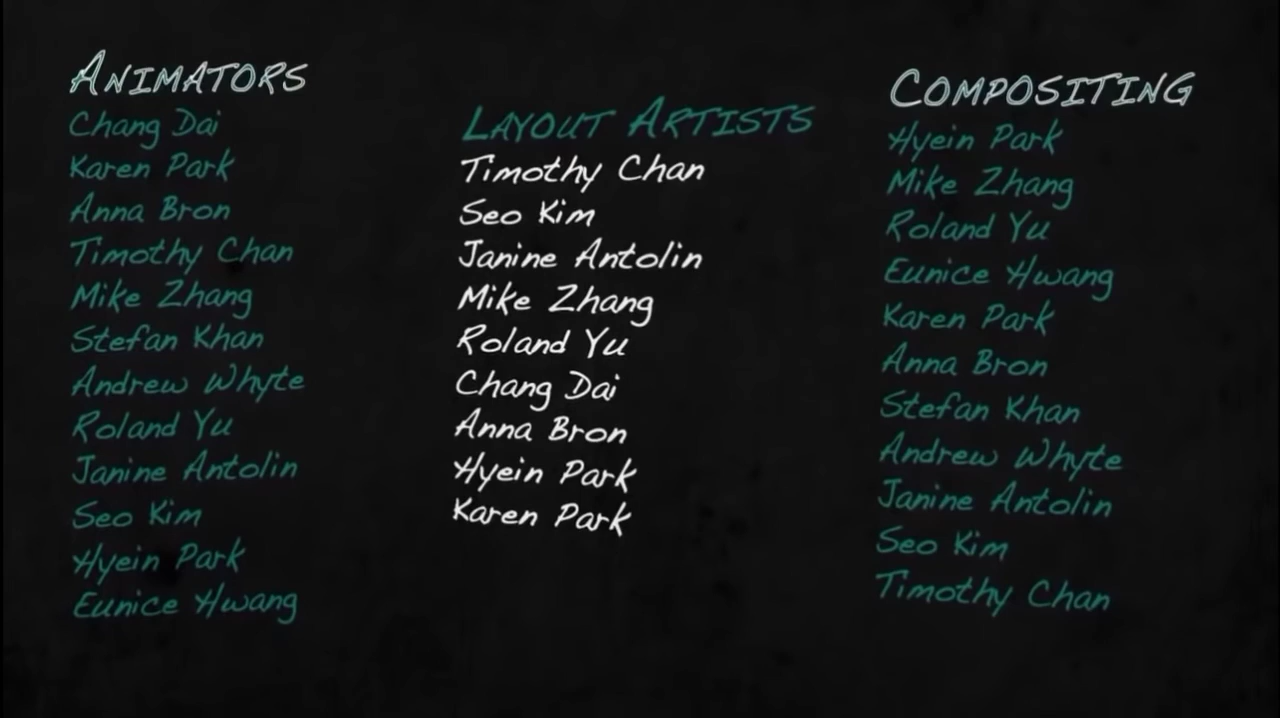 ANIMATORS
Chang Dai
Karen Park
Anna Bron
Timothy Chan
Mike Zhang
Stefan Khan
Andrew Whyte
Roland Yu
Janine Antolin
Seo Kim
Hyein Park
Eunice Hwang
LAYOUT ARTISTS
Timothy Chan
Seo Kim
Janine Antolin
Mike Zhang
Roland Yu
Chang Dai
Anna Bron
Hyein Park
Karen Park
COMPOSITING
Hyein Park
Mike Zhang
Roland Yu
Eunice Hwang
Karen Park
Anna Bron
Stefan Khan
Andrew Whyte
Janine Antolin
Seo Kim
Timothy Chan